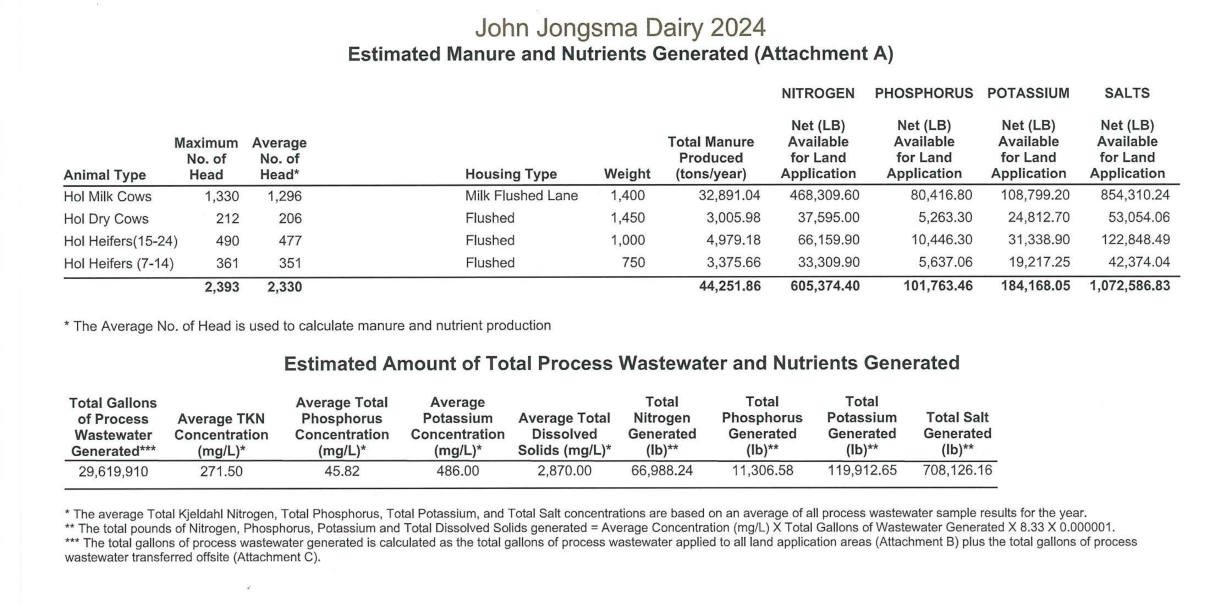 John Jongsma Dairy 2024
Estimated Manure and Nutrients Generated (Attachment A)
NITROGEN PHOSPHORUS POTASSIUM SALTS
Animal Type Maximum No. of Head Average No. of Head* Housing Type Weight Total Manure Produced (tons/year) Net (LB) Available for Land Application Net (LB) Available for Land Application Net (LB) Available for Land Application Net (LB) Available for Land Application
Hol Milk Cows 1,330 1,296 Milk Flushed Lane 1,400 32,891.04 468,309.60 80,416.80 108,799.20 854,310.24
Hol Dry Cows 212 206 Flushed 1,450 3,005.98 37,595.00 5,263.30 24,812.70 53,054.06
Hol Heifers(15-24) 490 477 Flushed 1,000 4,979.18 66,159.90 10,446.30 31,338.90 122,848.49
Hol Heifers (7-14) 361 351 Flushed 750 3,375.66 33,309.90 5,637.06 19,217.25 42,374.04
2,393 2,330 44,251.86 605,374.40 101,763.46 184,168.05 1,072,586.83
* The Average No. of Head is used to calculate manure and nutrient production
Estimated Amount of Total Process Wastewater and Nutrients Generated
Total Gallons of Process Wastewater Generated*** Average TKN Concentration (mg/L)* Average Total Phosphorus Concentration (mg/L)* Average Potassium Concentration (mg/L)* Average Total Dissolved Solids (mg/L)* Total Nitrogen Generated (lb)** Total Phosphorus Generated (lb)** Total Potassium Generated (lb)** Total Salt Generated (lb)**
29,619,910 271.50 45.82 486.00 2,870.00 66,988.24 11,306.58 119,912.65 708,126.16
* The average Total Kjeldahl Nitrogen, Total Phosphorus, Total Potassium, and Total Salt concentrations are based on an average of all process wastewater sample results for the year.
** The total pounds of Nitrogen, Phosphorus, Potassium and Total Dissolved Solids generated = Average Concentration (mg/L) X Total Gallons of Wastewater Generated X 8.33 X 0.000001.
*** The total gallons of process wastewater generated is calculated as the total gallons of process wastewater applied to all land application areas (Attachment B) plus the total gallons of process
wastewater transferred offsite (Attachment C).